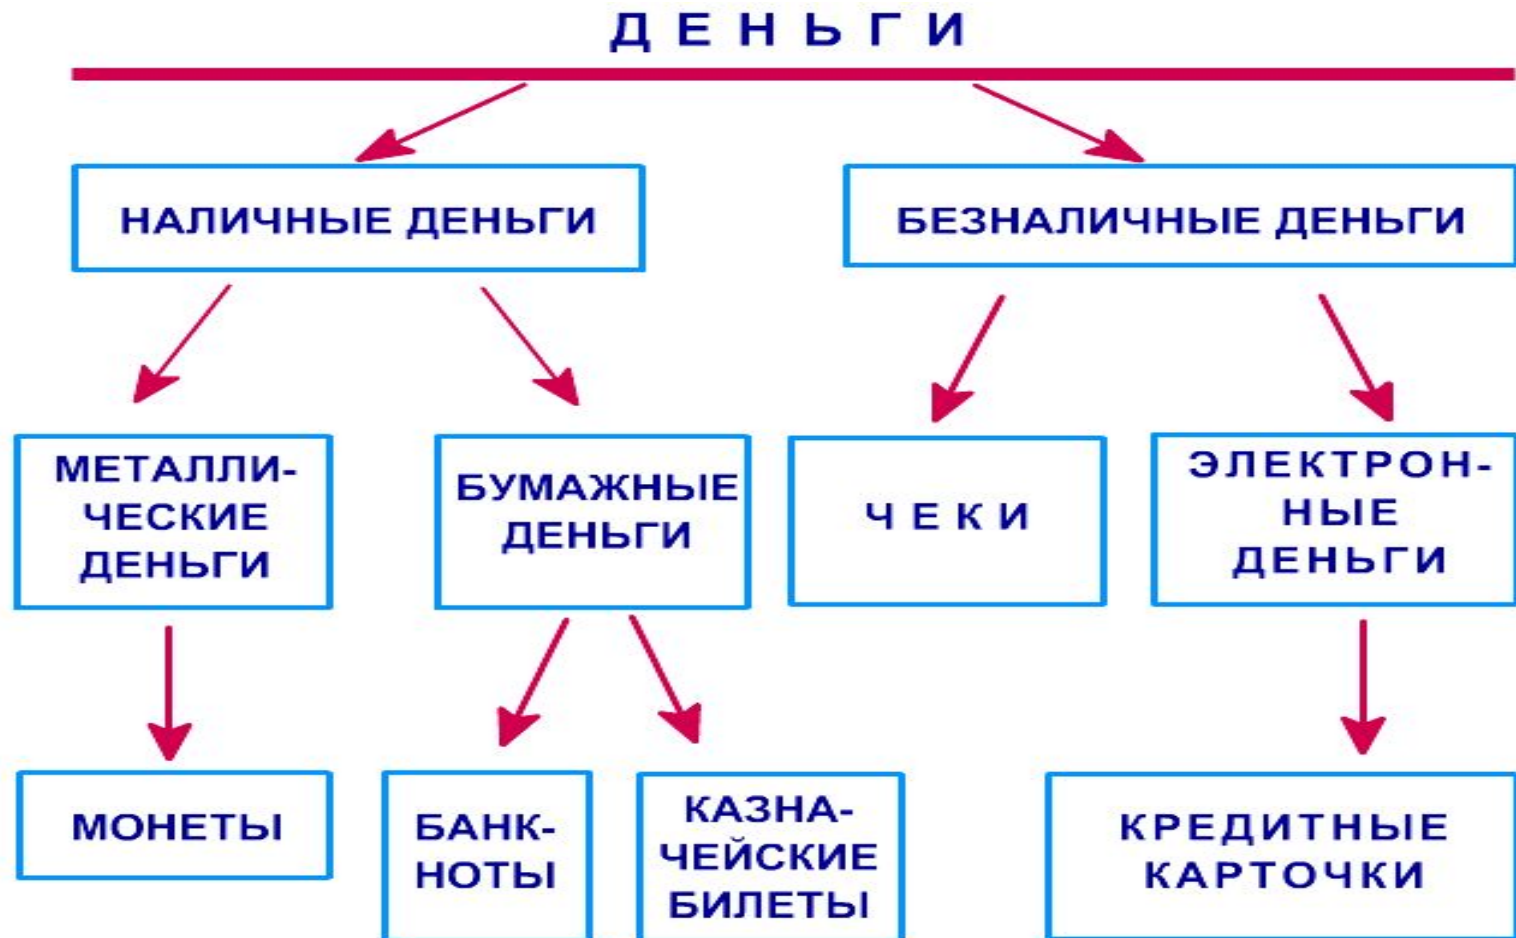 ДЕНЬГИ
НАЛИЧНЫЕ ДЕНЬГИ
БЕЗНАЛИЧНЫЕ ДЕНЬГИ
МЕТАЛЛИ-
ЧЕСКИЕ
ДЕНЬГИ
БУМАЖНЫЕ
ДЕНЬГИ
ЧЕКИ
ЭЛЕКТРОН-
НЫЕ
ДЕНЬГИ
МОНЕТЫ
БАНК-
НОТЫ
КАЗНА-
ЧЕЙСКИЕ
БИЛЕТЫ
КРЕДИТНЫЕ
КАРТОЧКИ